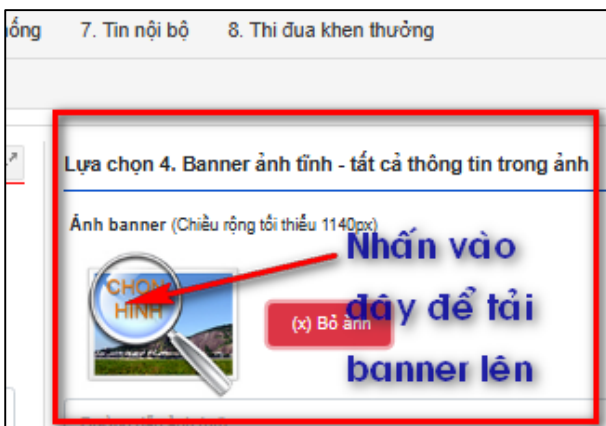 ống 7. Tin nội bộ 8. Thi đua khen thưởng
Lựa chọn 4. Banner ảnh tĩnh - tất cả thông tin trong ảnh
Ảnh banner (Chiều rộng tối thiểu 1140px)
Nhấn vào
đây để tải
banner lên
CHỌN
HÌNH
(x) Bỏ ảnh